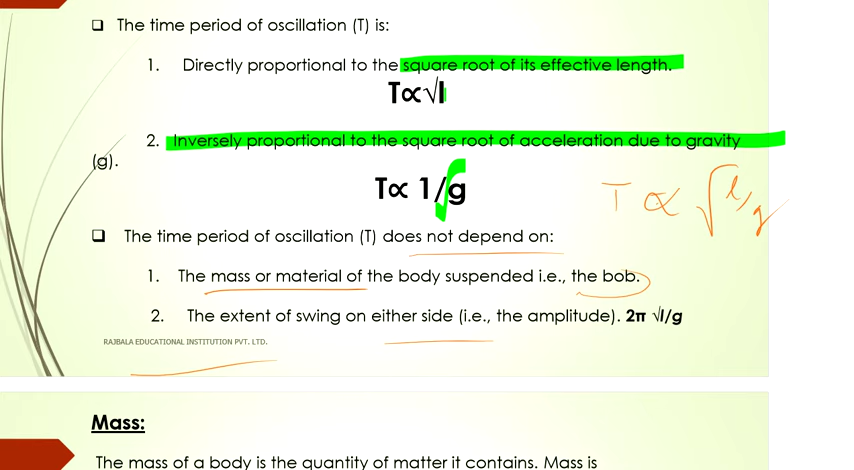 ❑ The time period of oscillation (T) is:
1. Directly proportional to the square root of its effective length.
T∝√l
2. Inversely proportional to the square root of acceleration due to gravity
(g).
T∝ 1/√g
T ∝ √l/g
❑ The time period of oscillation (T) does not depend on:
1. The mass or material of the body suspended i.e., the bob.
2. The extent of swing on either side (i.e., the amplitude). 2π √l/g
RAJBALA EDUCATIONAL INSTITUTION PVT. LTD.
Mass:
The mass of a body is the quantity of matter it contains. Mass is